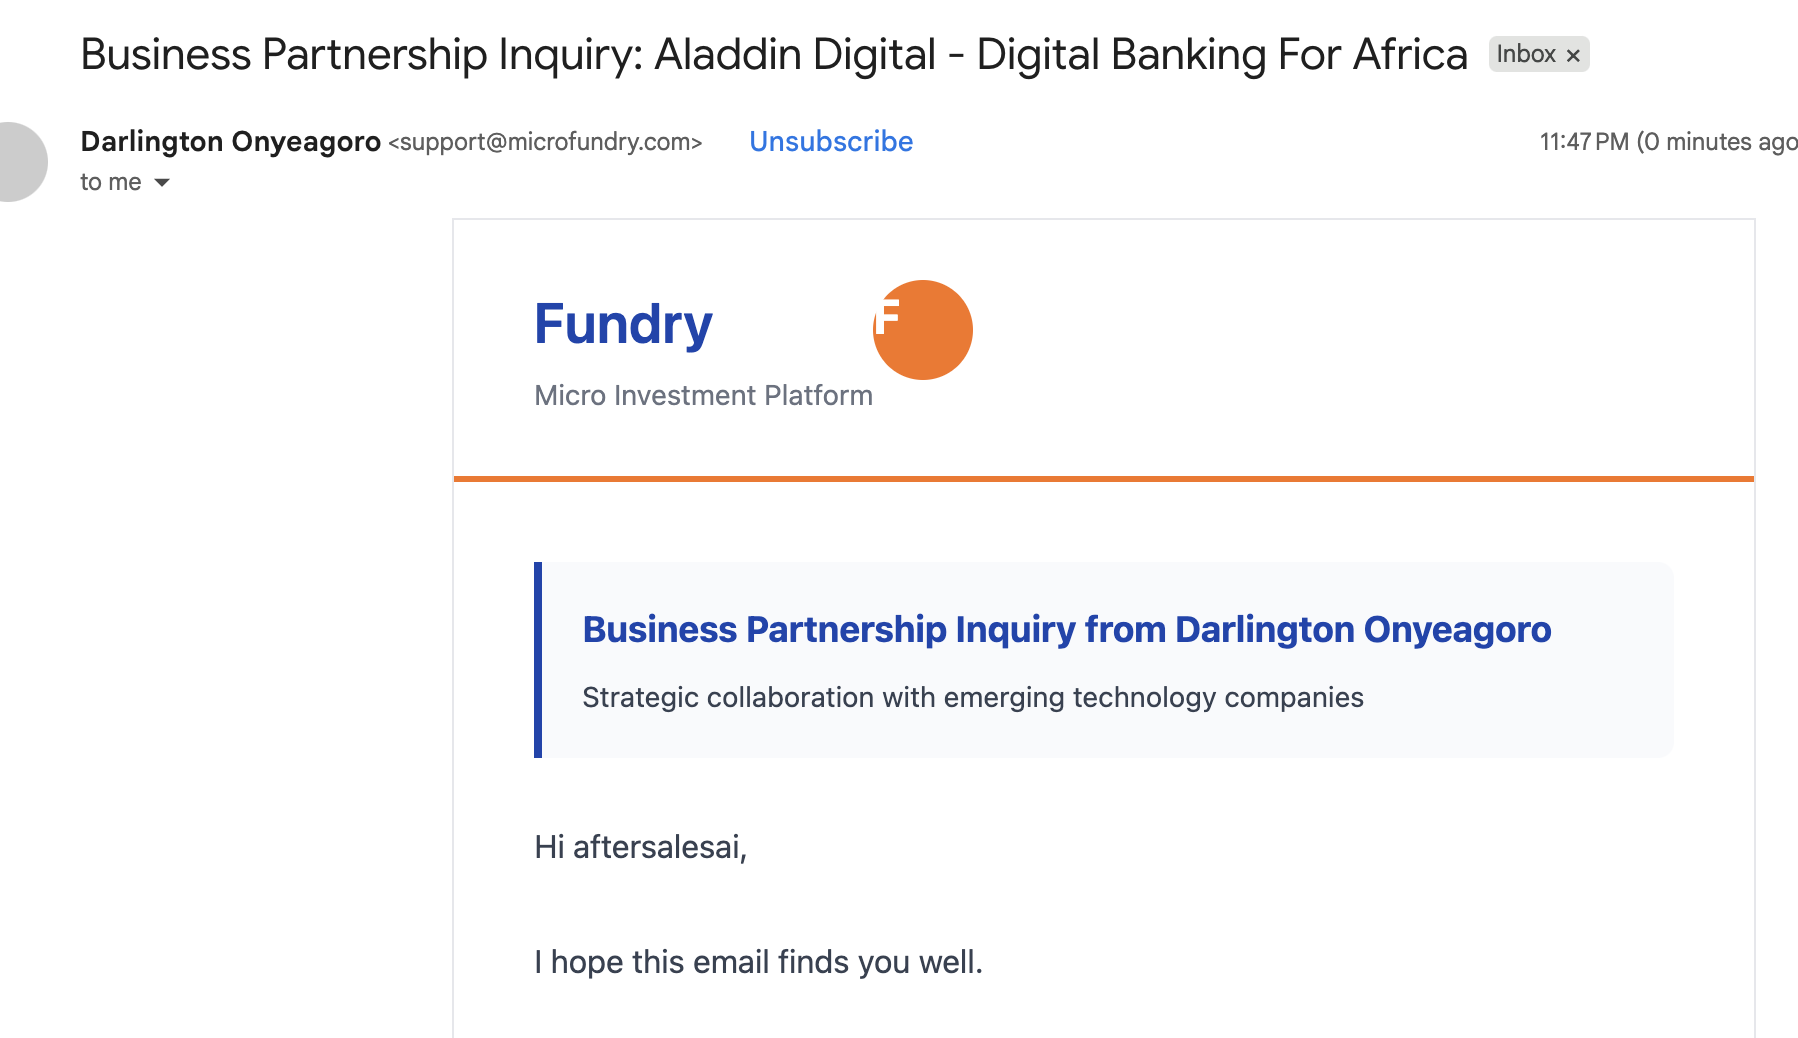 Business Partnership Inquiry: Aladdin Digital - Digital Banking For Africa Inbox ×
Darlington Onyeagoro <support@microfundry.com> Unsubscribe 11:47 PM (0 minutes ago
to me
Fundry F
Micro Investment Platform
Business Partnership Inquiry from Darlington Onyeagoro
Strategic collaboration with emerging technology companies
Hi aftersalesai,
I hope this email finds you well.